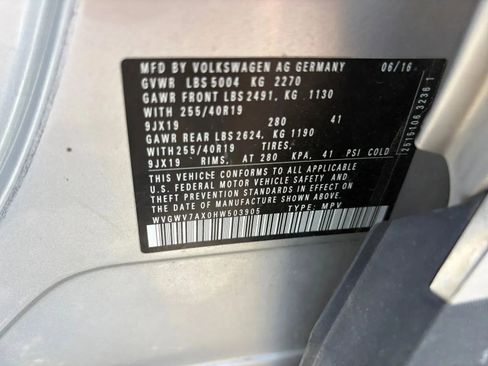 MFD BY VOLKSWAGEN AG GERMANY 06/16
GVWR LBS 5004 KG 2270
GAWR FRONT LBS 2491, KG 1130
WITH 255/40R19
9JX19 280 41
GAWR REAR LBS 2624, KG 1190
WITH 255/40R19 TIRES,
9JX19 RIMS, AT 280 KPA, 41 PSI COLD
THIS VEHICLE CONFORMS TO ALL APPLICABLE
U.S. FEDERAL MOTOR VEHICLE SAFETY AND
THEFT PREVENTION STANDARDS IN EFFECT ON
THE DATE OF MANUFACTURE SHOWN ABOVE.
WVGWV7AX0HW503905 TYPE: MPV
2515106 3236 1